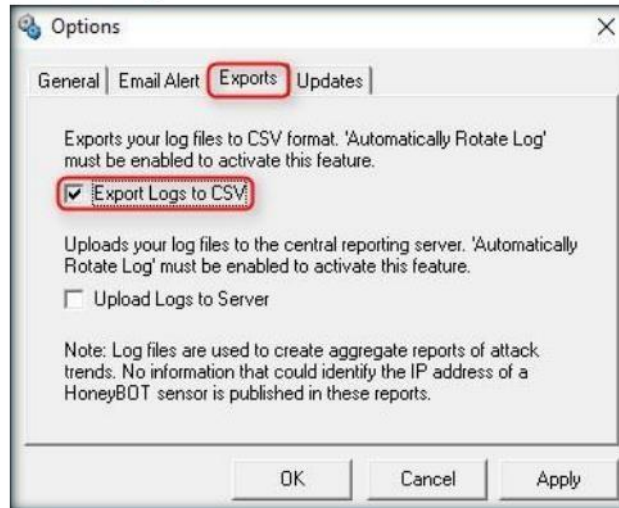 Options
General Email Alert Exports Updates
Exports your log files to CSV format. 'Automatically Rotate Log'
must be enabled to activate this feature.
Export Logs to CSV
Uploads your log files to the central reporting server. 'Automatically
Rotate Log' must be enabled to activate this feature.
Upload Logs to Server
Note: Log files are used to create aggregate reports of attack
trends. No information that could identify the IP address of a
HoneyBOT sensor is published in these reports.
OK Cancel Apply